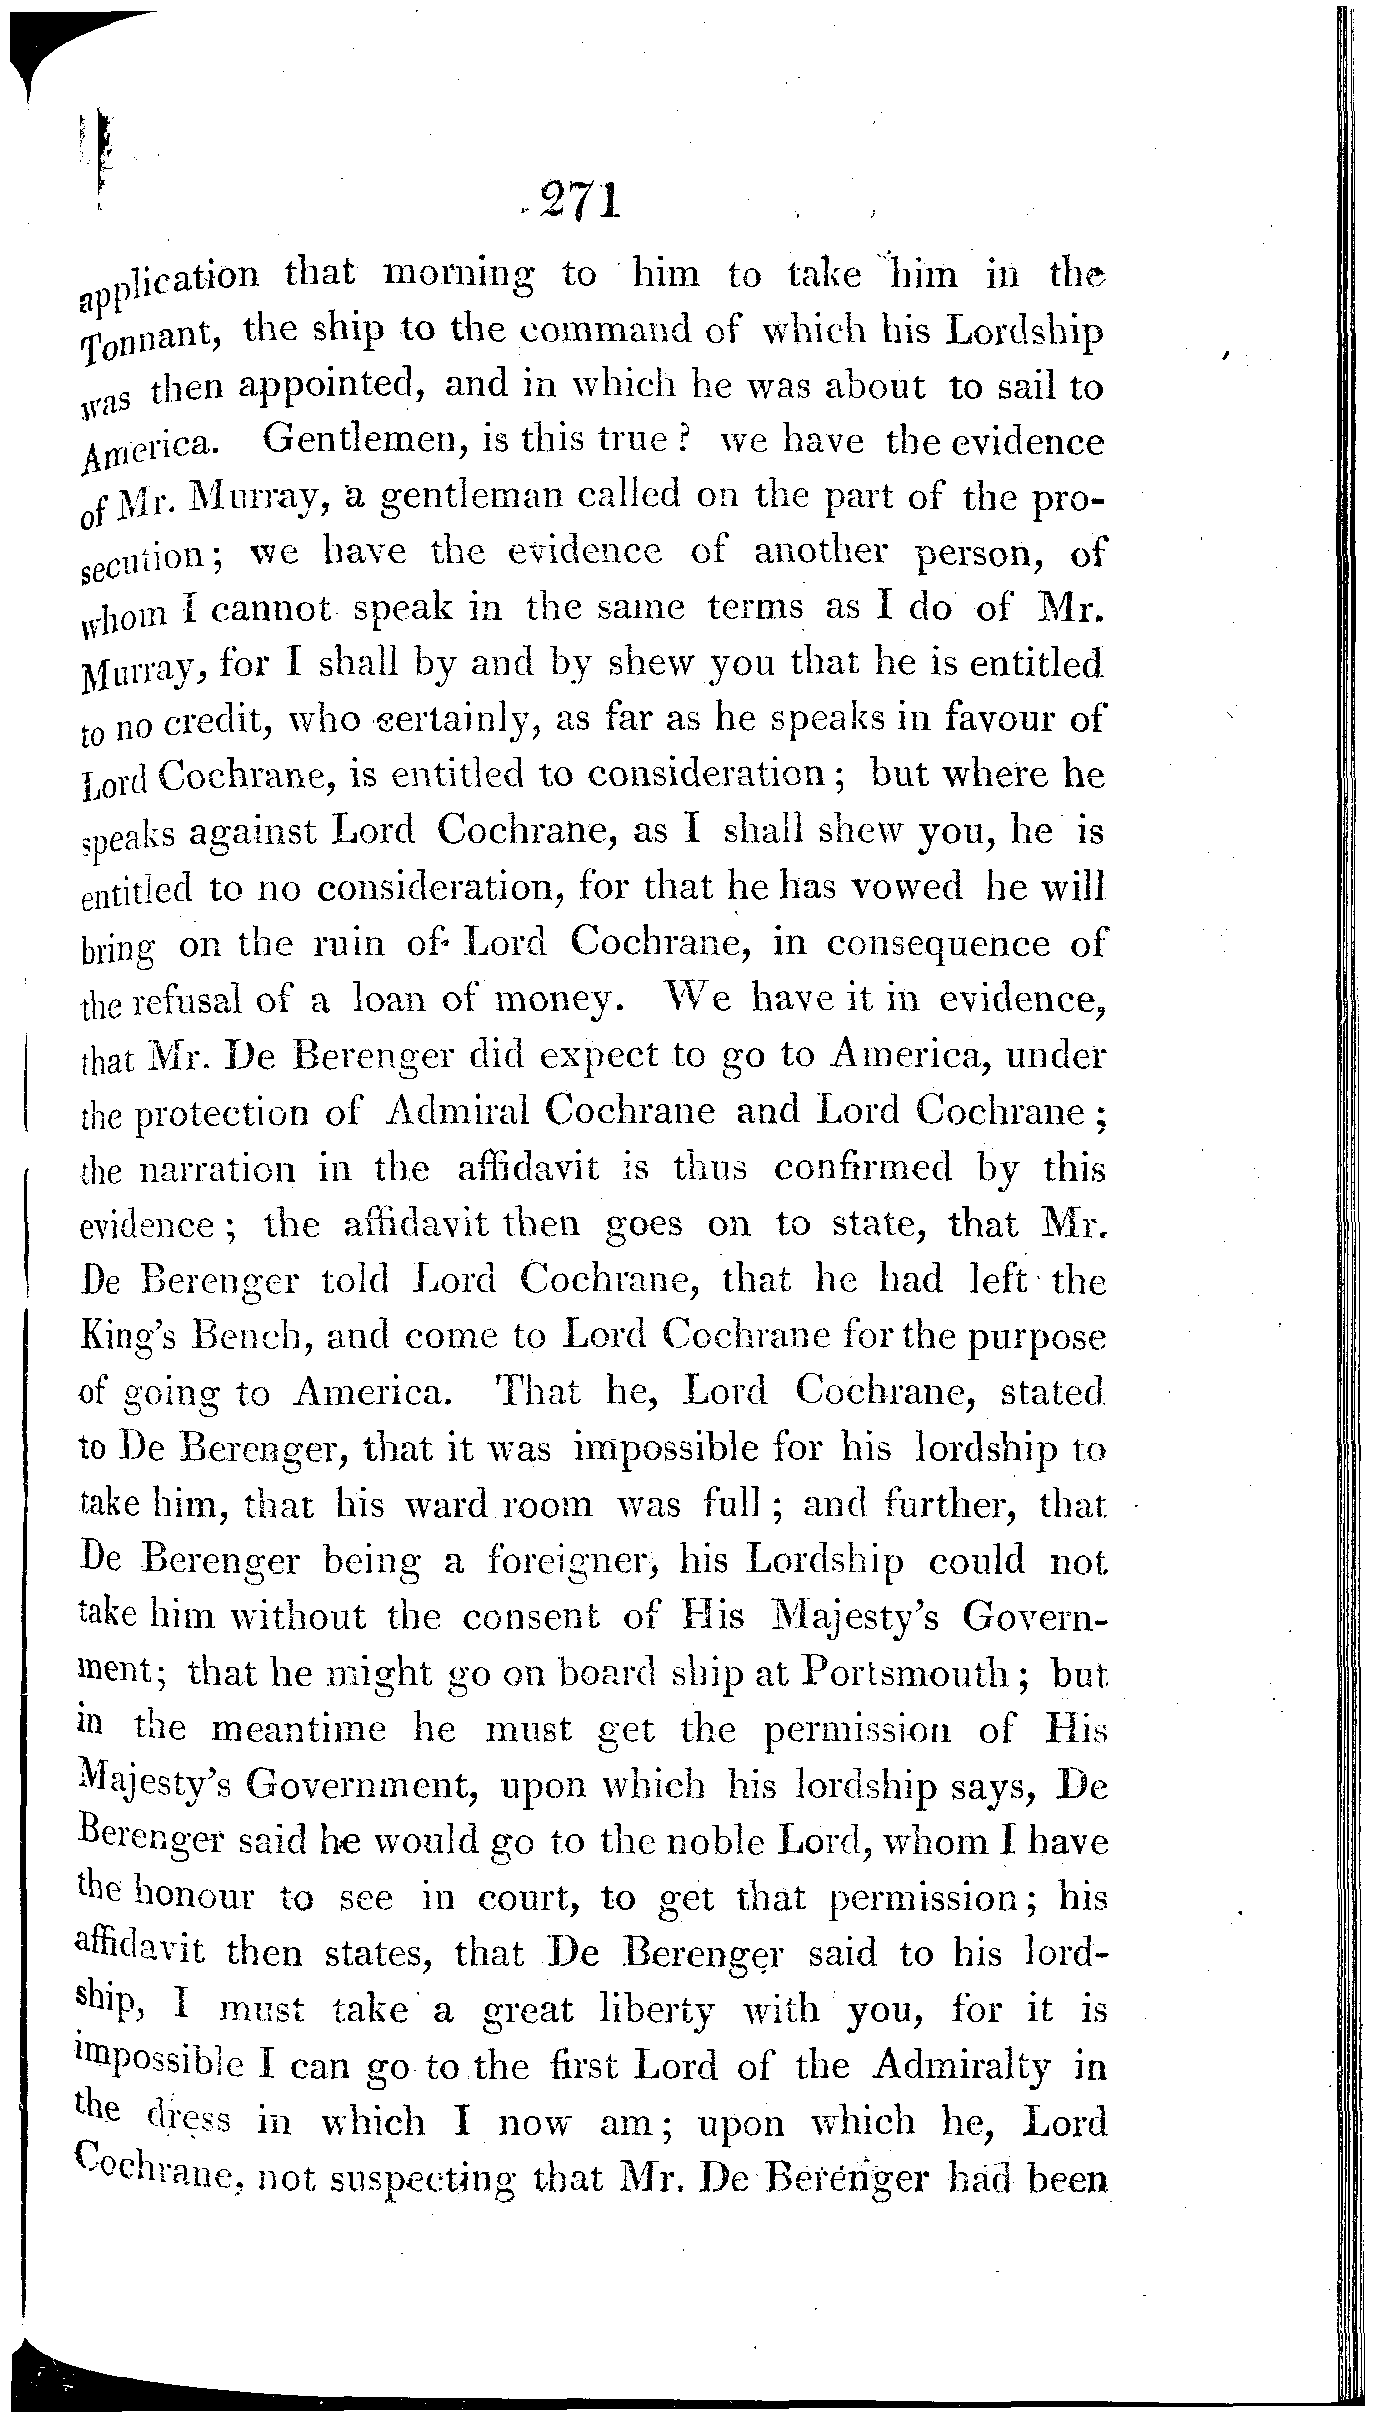 271
application that morning to him to take him in the
Tonnant, the ship to the command of which his Lordship
was then appointed, and in which he was about to sail to
America. Gentlemen, is this true? we have the evidence
of Mr. Murray, a gentleman called on the part of the pro-
secution; we have the evidence of another person, of
whom I cannot speak in the same terms as I do of Mr.
Murray, for I shall by and by shew you that he is entitled
to no credit, who certainly, as far as he speaks in favour of
Lord Cochrane, is entitled to consideration; but where he
speaks against Lord Cochrane, as I shall shew you, he is
entitled to no consideration, for that he has vowed he will
bring on the ruin of Lord Cochrane, in consequence of
the refusal of a loan of money. We have it in evidence,
that Mr. De Berenger did expect to go to America, under
the protection of Admiral Cochrane and Lord Cochrane;
the narration in the affidavit is thus confirmed by this
evidence; the affidavit then goes on to state, that Mr.
De Berenger told Lord Cochrane, that he had left the
King's Bench, and come to Lord Cochrane for the purpose
of going to America. That he, Lord Cochrane, stated
to De Berenger, that it was impossible for his lordship to
take him, that his ward room was full; and further, that
De Berenger being a foreigner, his Lordship could not
take him without the consent of His Majesty's Govern-
ment; that he might go on board ship at Portsmouth; but
in the meantime he must get the permission of His
Majesty's Government, upon which his lordship says, De
Berenger said he would go to the noble Lord, whom I have
the honour to see in court, to get that permission; his
affidavit then states, that De Berenger said to his lord-
ship, I must take a great liberty with you, for it is
impossible I can go to the first Lord of the Admiralty in
the dress in which I now am; upon which he, Lord
Cochrane, not suspecting that Mr. De Berenger had been